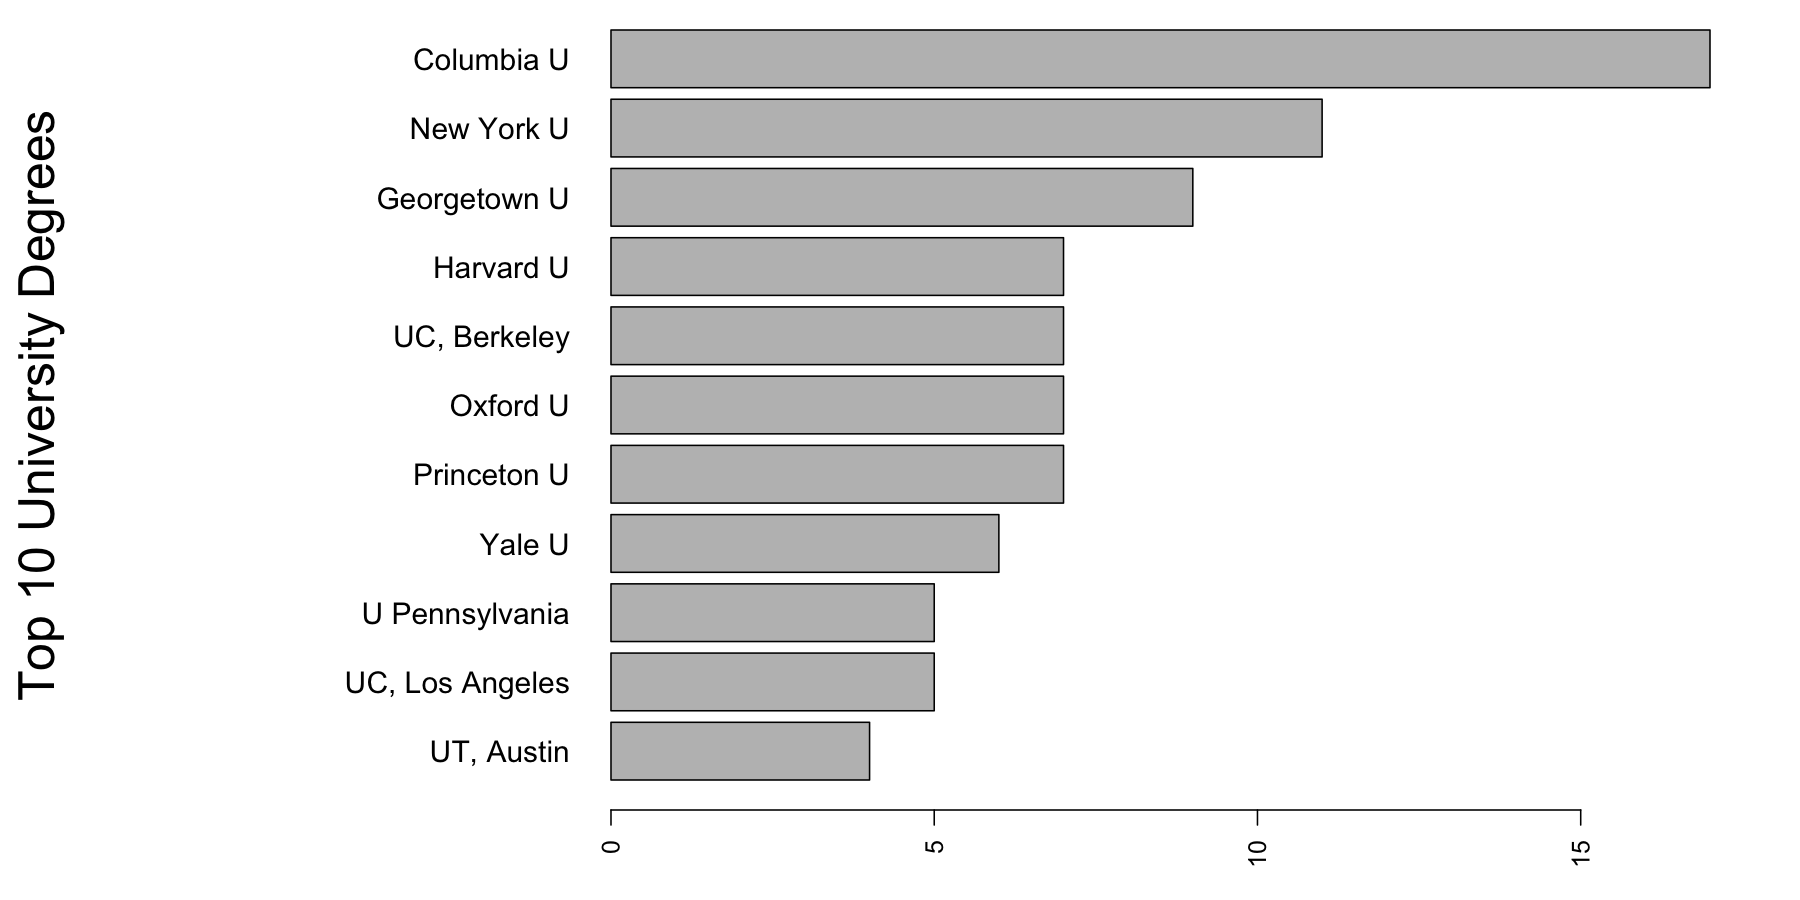 Top 10 University Degrees
Columbia U
New York U
Georgetown U
Harvard U
UC, Berkeley
Oxford U
Princeton U
Yale U
U Pennsylvania
UC, Los Angeles
UT, Austin
0 5 10 15